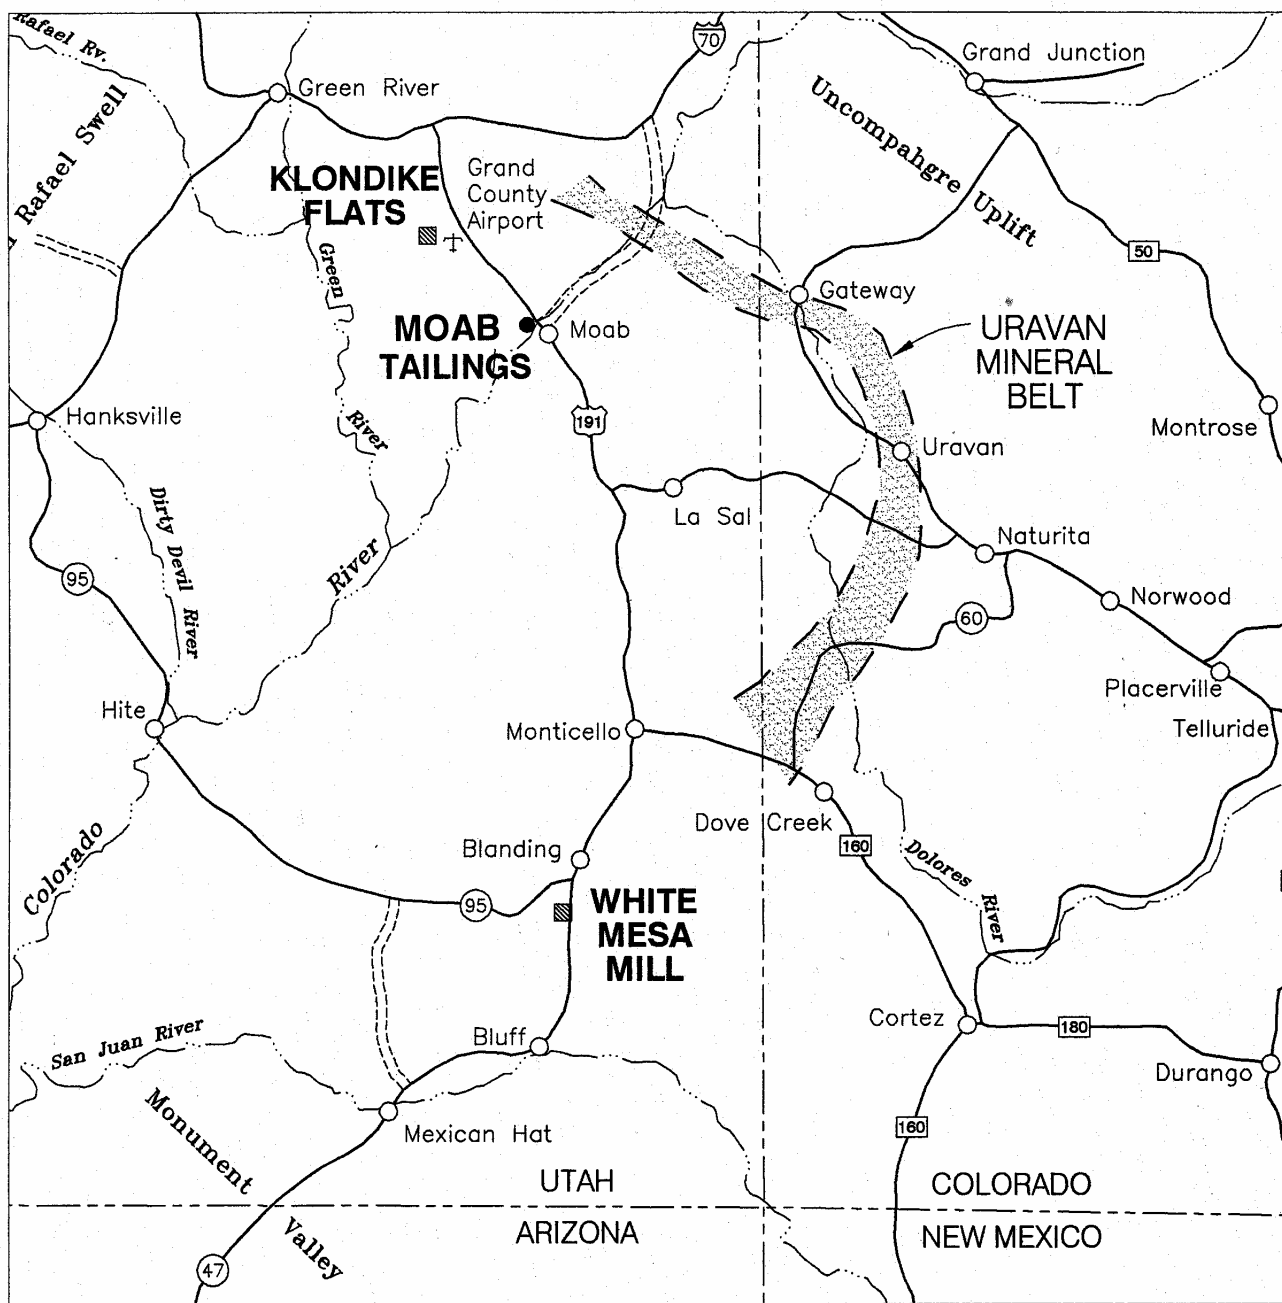 Rafael Rv.
70
Grand Junction
Green River
Rafael Swell
Uncompahgre Uplift
KLONDIKE
FLATS
Grand
County
Airport
Green
River
50
Gateway
MOAB
TAILINGS
Moab
URAVAN
MINERAL
BELT
Hanksville
191
Montrose
Uravan
La Sal
Dirty Devil River
Naturita
River
95
Norwood
60
Placerville
Hite
Monticello
Telluride
Dove Creek
160
Blanding
Colorado
Dolores
River
95
WHITE
MESA
MILL
Cortez
180
San Juan River
Bluff
Durango
Monument
Valley
Mexican Hat
160
UTAH
COLORADO
ARIZONA
NEW MEXICO
47